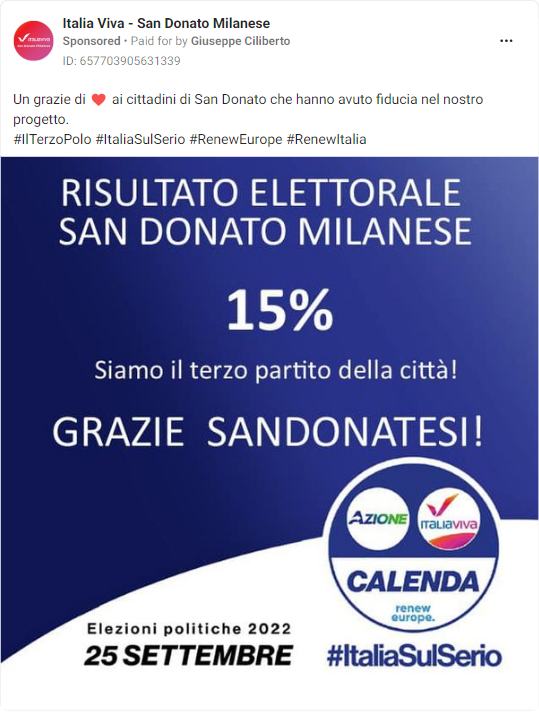 Italia Viva - San Donato Milanese
Sponsored • Paid for by Giuseppe Ciliberto
ID: 657703905631339
Un grazie di ❤️ ai cittadini di San Donato che hanno avuto fiducia nel nostro
progetto.
#IlTerzoPolo #ItaliaSulSerio #RenewEurope #RenewItalia
RISULTATO ELETTORALE
SAN DONATO MILANESE
15%
Siamo il terzo partito della città!
GRAZIE SANDONATESI!
AZIONE
ITALIAVIVA
CALENDA
renew
europe.
Elezioni politiche 2022
25 SETTEMBRE
#ItaliaSulSerio